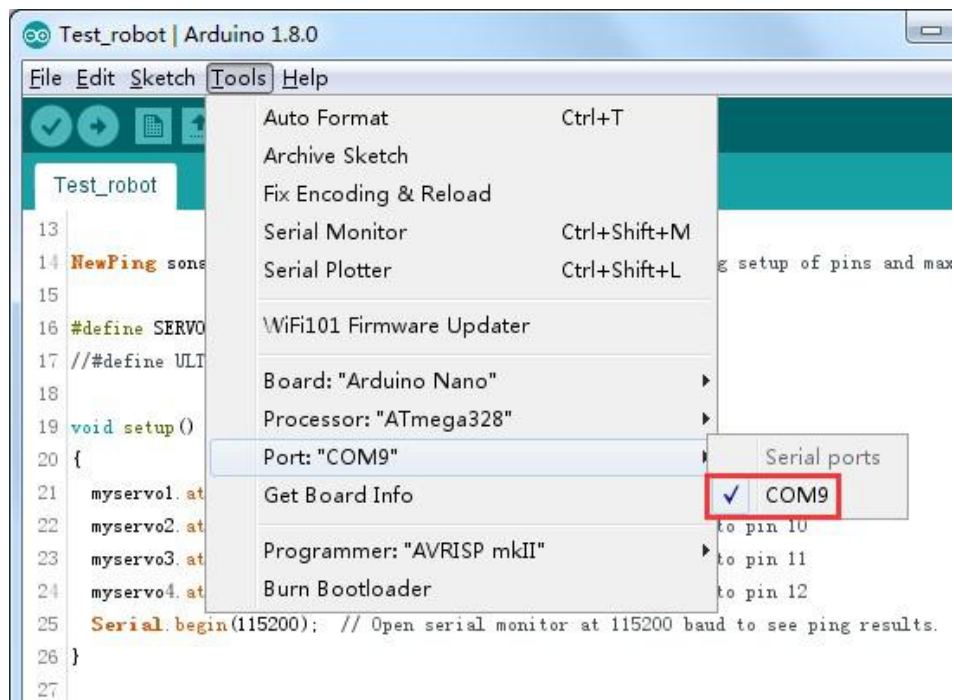 Test_robot | Arduino 1.8.0
File Edit Sketch Tools Help
Auto Format Ctrl+T
Archive Sketch
Fix Encoding & Reload
Serial Monitor Ctrl+Shift+M
Serial Plotter Ctrl+Shift+L
WiFi101 Firmware Updater
Board: "Arduino Nano"
Processor: "ATmega328"
Port: "COM9"
Get Board Info
Programmer: "AVRISP mkII"
Burn Bootloader
Serial ports
COM9
Test_robot
13
14 NewPing sons g setup of pins and max
15
16 #define SERVO
17 //#define ULT
18
19 void setup()
20 {
21 myservo1.at
22 myservo2.at to pin 10
23 myservo3.at to pin 11
24 myservo4.at to pin 12
25 Serial.begin(115200); // Open serial monitor at 115200 baud to see ping results.
26 }
27